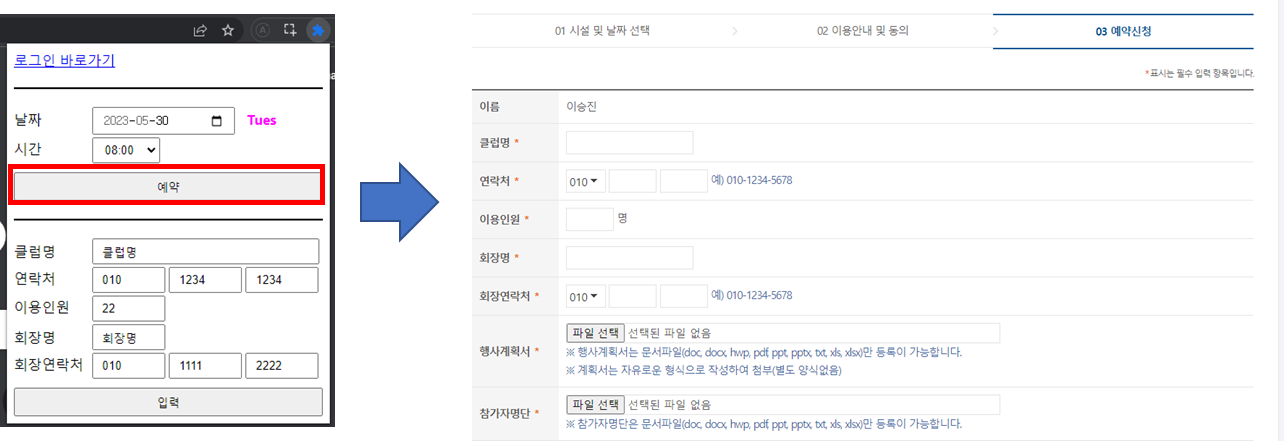 로그인 바로가기
날짜 2023-05-30 Tues
시간 08:00
예약
클럽명 클럽명
연락처 010 1234 1234
이용인원 22
회장명 회장명
회장연락처 010 1111 2222
입력
01 시설 및 날짜 선택 02 이용안내 및 동의 03 예약신청
*표시는 필수 입력 항목입니다.
이름 이승진
클럽명 *
연락처 * 010 예) 010-1234-5678
이용인원 * 명
회장명 *
회장연락처 * 010 예) 010-1234-5678
행사계획서 * 파일 선택 선택된 파일 없음
※ 행사계획서는 문서파일(doc, docx, hwp, pdf, ppt, pptx, txt, xls, xlsx)만 등록이 가능합니다.
※ 계획서는 자유로운 형식으로 작성하여 첨부(별도 양식없음)
참가자명단 * 파일 선택 선택된 파일 없음
※ 참가자명단은 문서파일(doc, docx, hwp, pdf, ppt, pptx, txt, xls, xlsx)만 등록이 가능합니다.